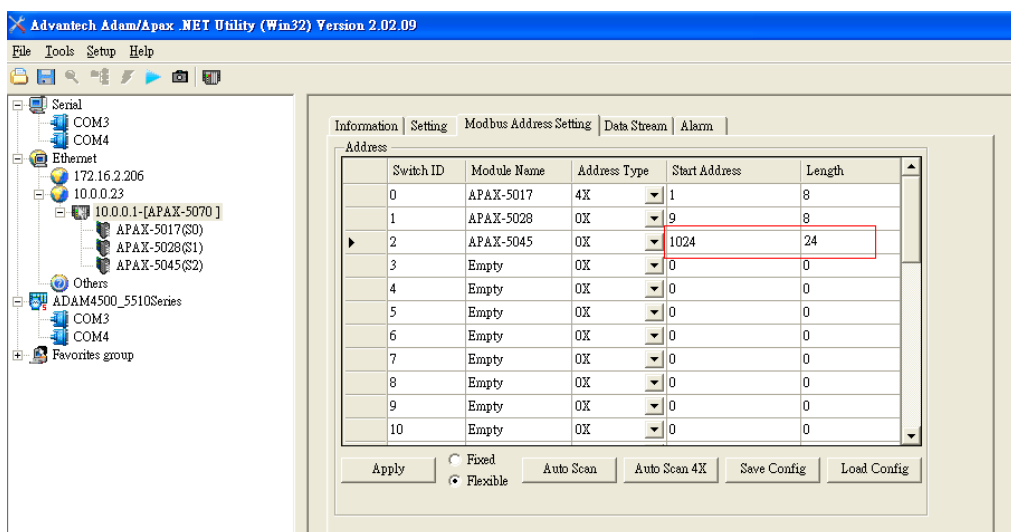 Advantech Adam/Apax .NET Utility (Win32) Version 2.02.09
File Tools Setup Help
Serial
COM3
COM4
Ethernet
172.16.2.206
10.0.0.23
10.0.0.1-[APAX-5070 ]
APAX-5017(S0)
APAX-5028(S1)
APAX-5045(S2)
Others
ADAM4500_5510Series
COM3
COM4
Favorites group
Information Setting Modbus Address Setting Data Stream Alarm
Address
Switch ID Module Name Address Type Start Address Length
0 APAX-5017 4X 1 8
1 APAX-5028 0X 9 8
2 APAX-5045 0X 1024 24
3 Empty 0X 0 0
4 Empty 0X 0 0
5 Empty 0X 0 0
6 Empty 0X 0 0
7 Empty 0X 0 0
8 Empty 0X 0 0
9 Empty 0X 0 0
10 Empty 0X 0 0
Apply Fixed Flexible Auto Scan Auto Scan 4X Save Config Load Config